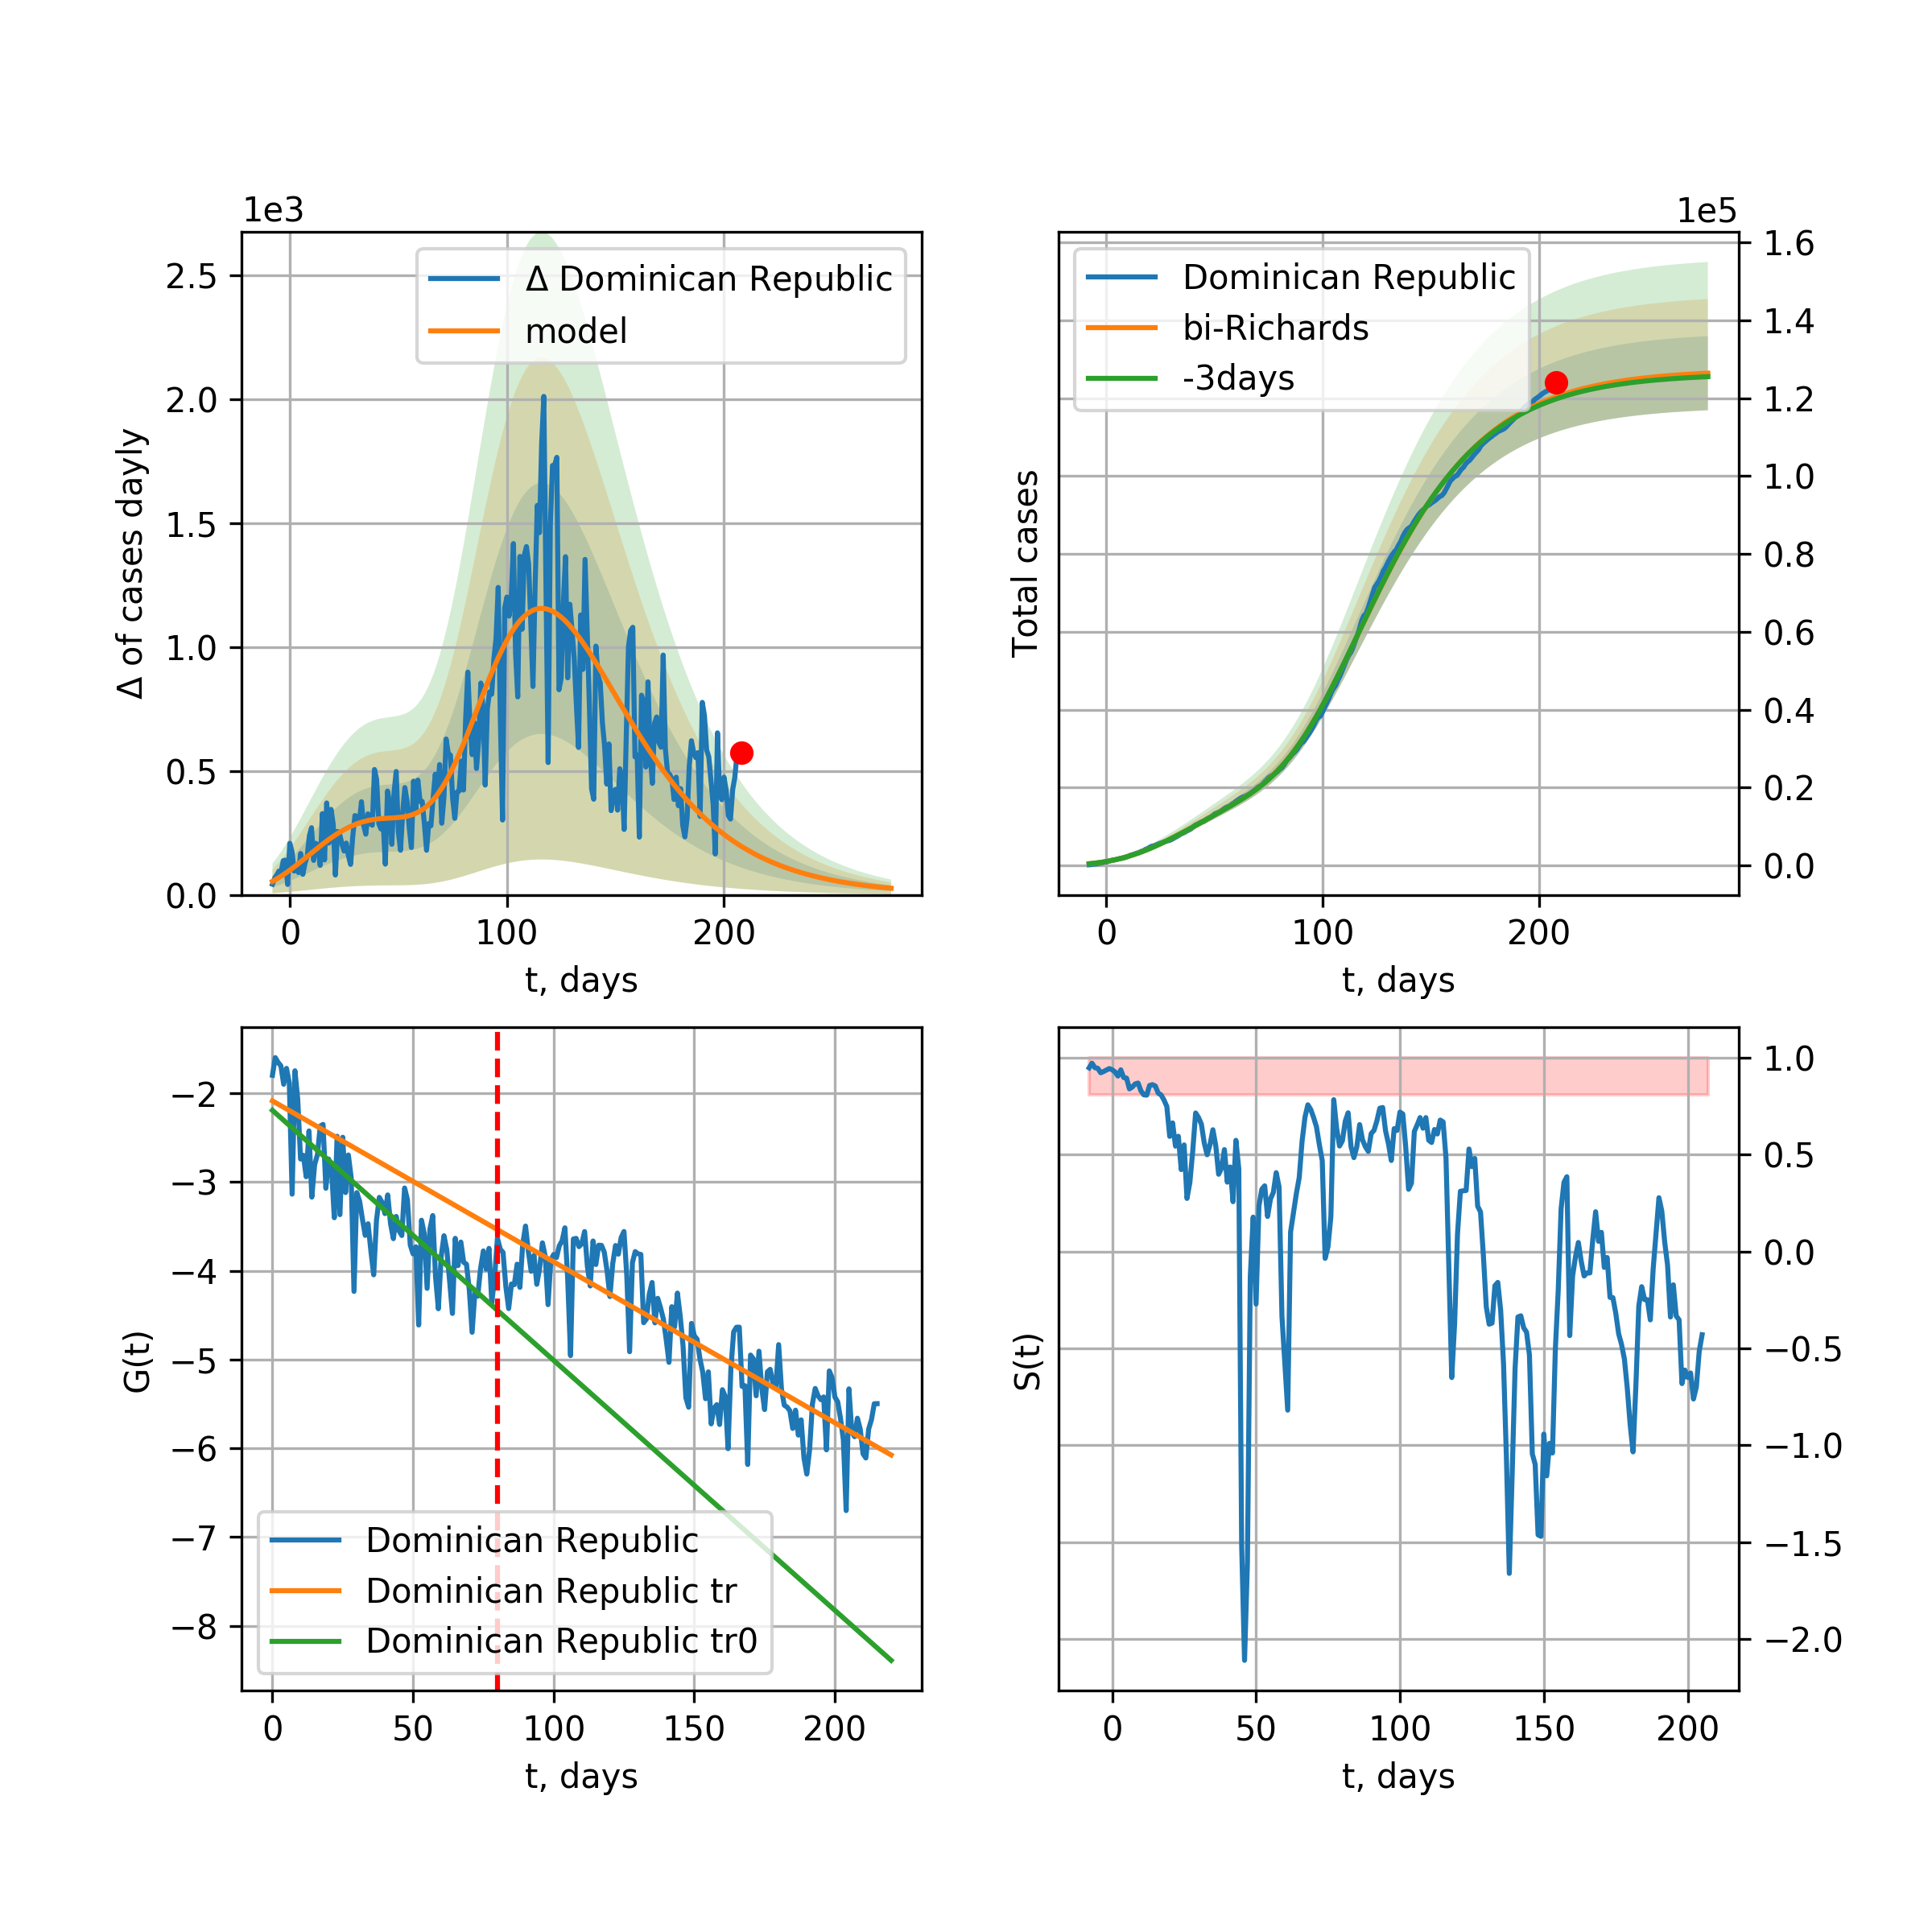 1e3
2.5
2.0
1.5
1.0
0.5
0.0
Δ of cases dayly
Δ Dominican Republic
model
0 100 200
t, days
1e5
1.6
1.4
1.2
1.0
0.8
0.6
0.4
0.2
0.0
Total cases
Dominican Republic
bi-Richards
-3days
0 100 200
t, days
−2
−3
−4
−5
−6
−7
−8
G(t)
Dominican Republic
Dominican Republic tr
Dominican Republic tr0
0 50 100 150 200
t, days
1.0
0.5
0.0
−0.5
−1.0
−1.5
−2.0
S(t)
0 50 100 150 200
t, days